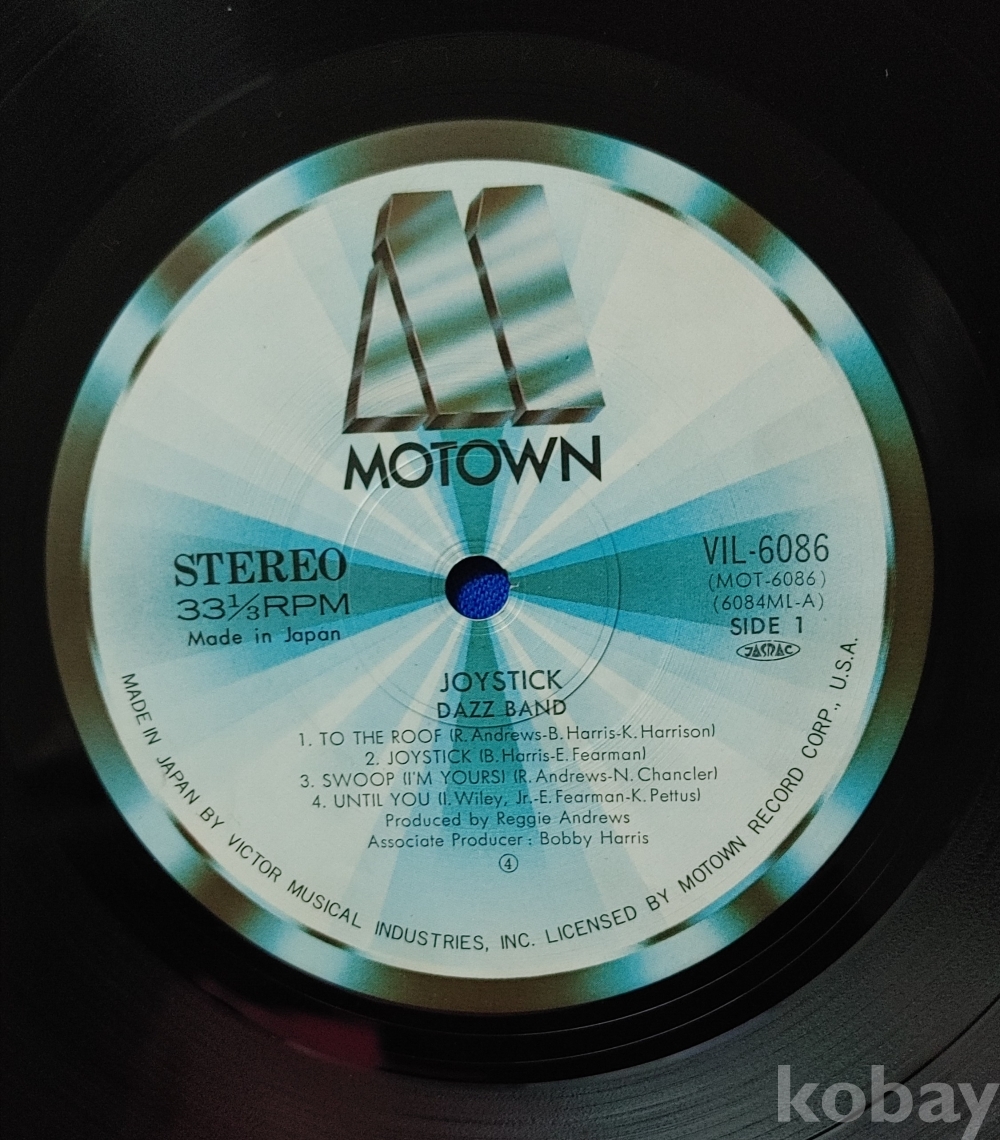 MOTOWN
STEREO
33⅓RPM
Made in Japan
VIL-6086
(MOT-6086)
(6084ML-A)
SIDE 1
JASRAC
JOYSTICK
DAZZ BAND
1. TO THE ROOF (R. Andrews-B. Harris-K. Harrison)
2. JOYSTICK (B. Harris-E. Fearman)
3. SWOOP (I'M YOURS) (R. Andrews-N. Chancler)
4. UNTIL YOU (I. Wiley, Jr.-E. Fearman-K. Pettus)
Produced by Reggie Andrews
Associate Producer : Bobby Harris
④
MADE IN JAPAN BY VICTOR MUSICAL INDUSTRIES, INC. LICENSED BY MOTOWN RECORD CORP., U.S.A.
kobay